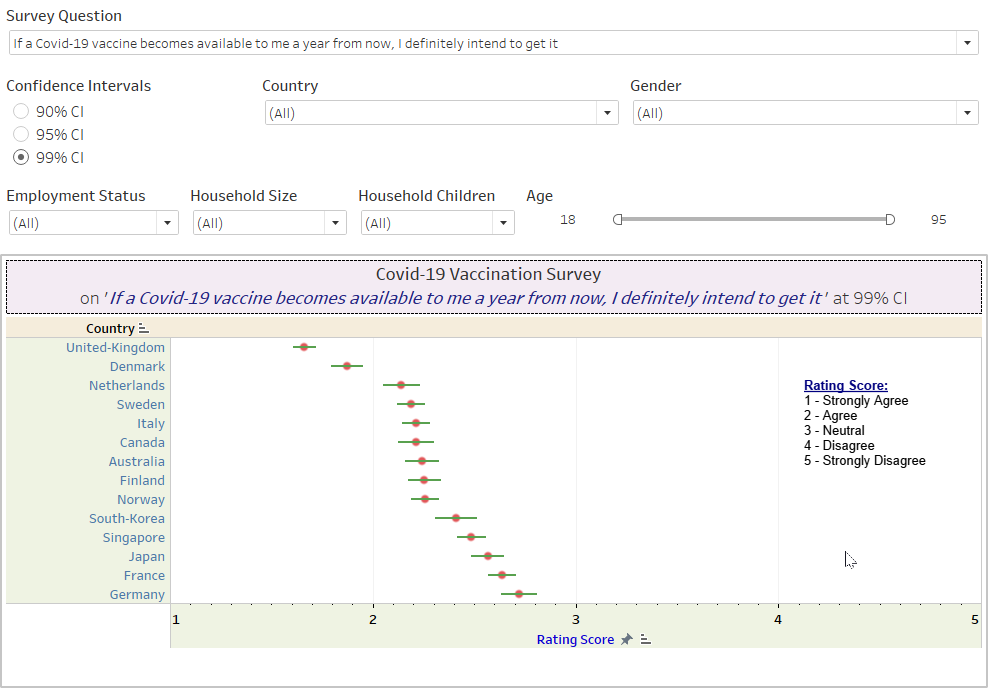 Survey Question
If a Covid-19 vaccine becomes available to me a year from now, I definitely intend to get it
Confidence Intervals
Country
Gender
90% CI
(All)
(All)
95% CI
99% CI
Employment Status
Household Size
Household Children
Age
(All)
(All)
(All)
18
95
Covid-19 Vaccination Survey
on 'If a Covid-19 vaccine becomes available to me a year from now, I definitely intend to get it' at 99% CI
Country
United-Kingdom
Denmark
Netherlands
Sweden
Italy
Canada
Australia
Finland
Norway
South-Korea
Singapore
Japan
France
Germany
Rating Score:
1 - Strongly Agree
2 - Agree
3 - Neutral
4 - Disagree
5 - Strongly Disagree
1 2 3 4 5
Rating Score